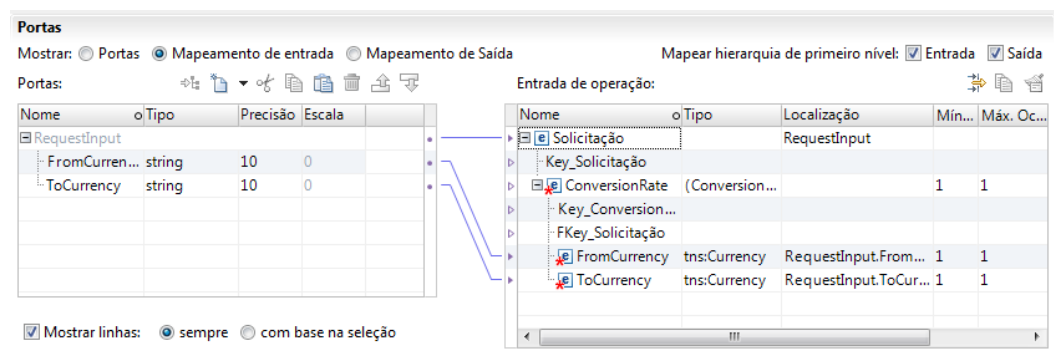 Portas
Mostrar: Portas Mapeamento de entrada Mapeamento de Saída Mapear hierarquia de primeiro nível: Entrada Saída
Portas: Entrada de operação:
Nome o Tipo Precisão Escala Nome o Tipo Localização Mín... Máx. Oc...
RequestInput Solicitação RequestInput
FromCurren... string 10 0 Key_Solicitação
ToCurrency string 10 0 ConversionRate (Conversion... 1 1
Key_Conversion...
FKey_Solicitação
FromCurrency tns:Currency RequestInput.From... 1 1
ToCurrency tns:Currency RequestInput.ToCur... 1 1
Mostrar linhas: sempre com base na seleção